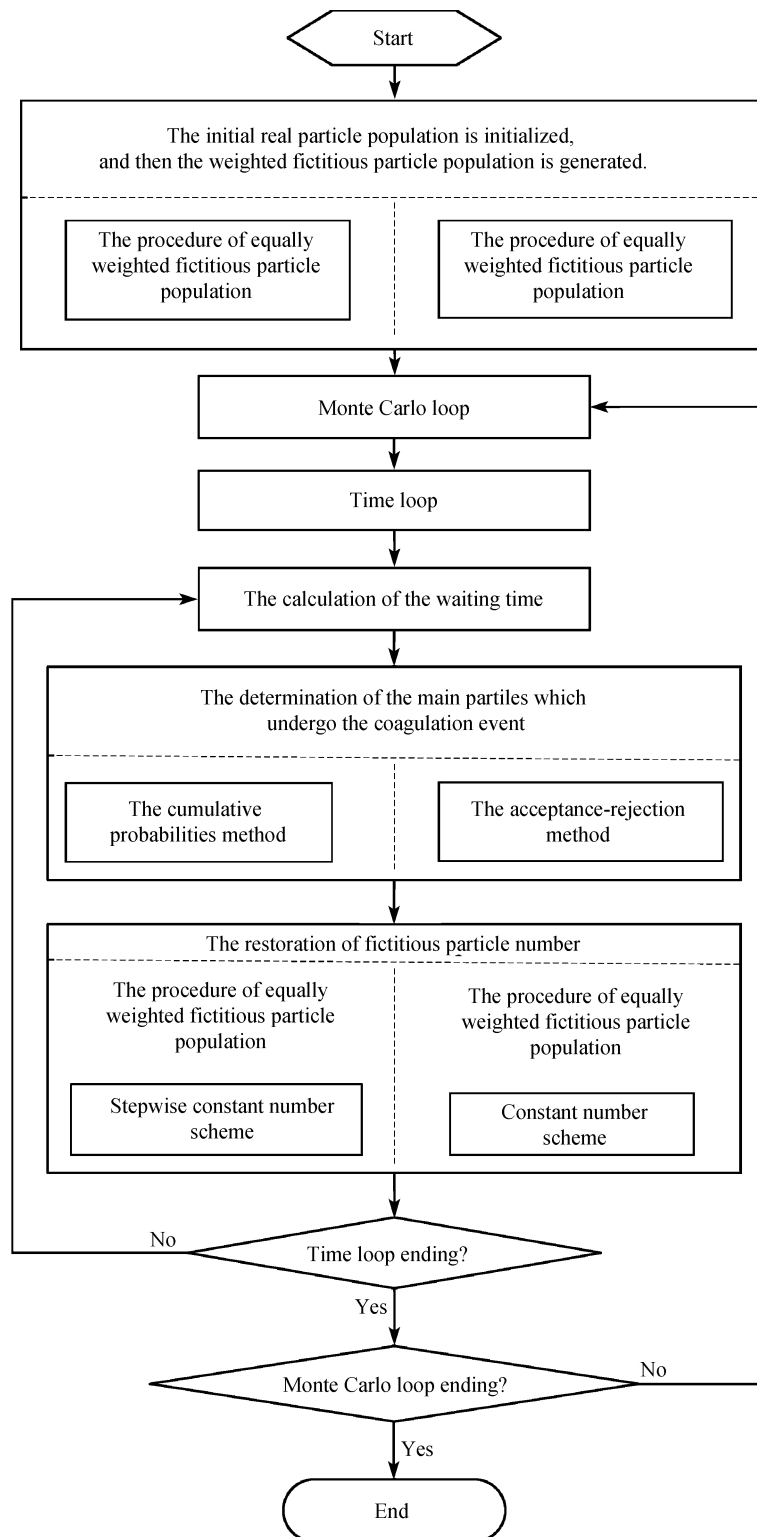 Start
The initial real particle population is initialized,
and then the weighted fictitious particle population is generated.
The procedure of equally
weighted fictitious particle
population
The procedure of equally
weighted fictitious particle
population
Monte Carlo loop
Time loop
The calculation of the waiting time
The determination of the main partiles which
undergo the coagulation event
The cumulative
probabilities method
The acceptance-rejection
method
The restoration of fictitious particle number
The procedure of equally
weighted fictitious particle
population
Stepwise constant number
scheme
The procedure of equally
weighted fictitious particle
population
Constant number
scheme
No
Time loop ending?
Yes
Monte Carlo loop ending?
No
Yes
End